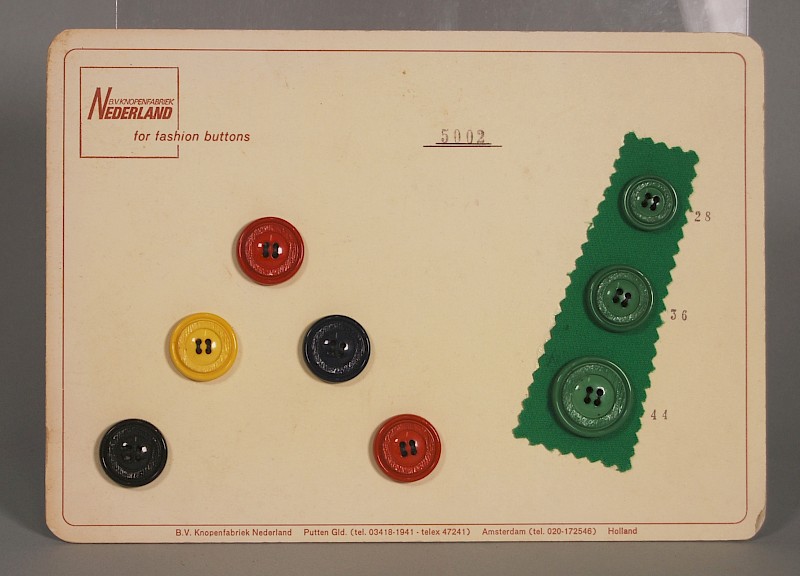 B.V. KNOPENFABRIEK
NEDERLAND
for fashion buttons
5002
28
36
44
B.V. Knopenfabriek Nederland Putten Gld. (tel. 03418-1941 - telex 47241) Amsterdam (tel. 020-172546) Holland